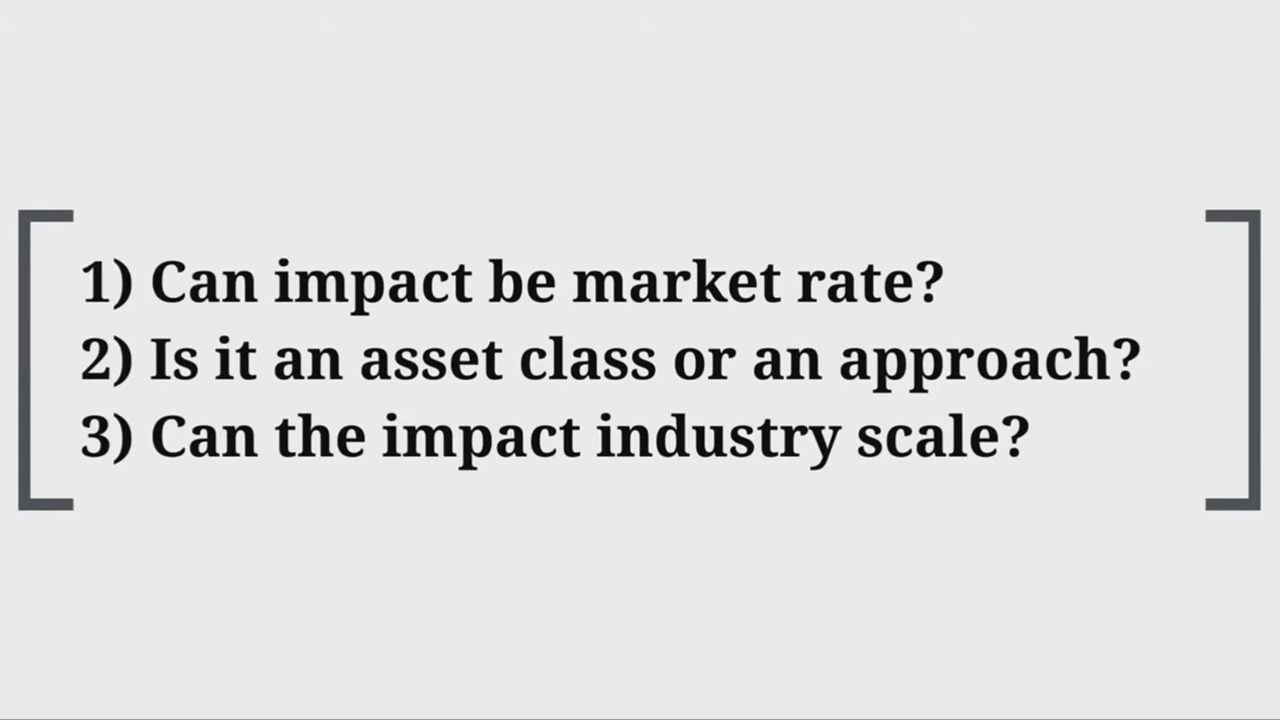 1) Can impact be market rate?
2) Is it an asset class or an approach?
3) Can the impact industry scale?